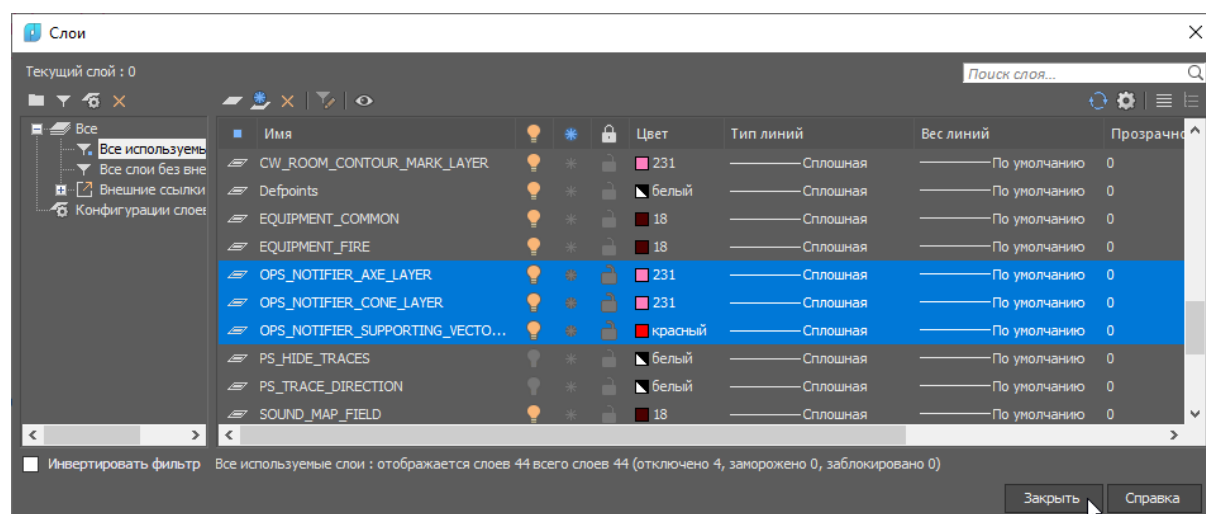 Слои
Текущий слой : 0
Поиск слоя...
Все
Все используемь
Все слои без вне
Внешние ссылки
Конфигурации слоев
Имя Цвет Тип линий Вес линий Прозрачнс
CW_ROOM_CONTOUR_MARK_LAYER 231 Сплошная По умолчанию 0
Defpoints белый Сплошная По умолчанию 0
EQUIPMENT_COMMON 18 Сплошная По умолчанию 0
EQUIPMENT_FIRE 18 Сплошная По умолчанию 0
OPS_NOTIFIER_AXE_LAYER 231 Сплошная По умолчанию 0
OPS_NOTIFIER_CONE_LAYER 231 Сплошная По умолчанию 0
OPS_NOTIFIER_SUPPORTING_VECTO... красный Сплошная По умолчанию 0
PS_HIDE_TRACES белый Сплошная По умолчанию 0
PS_TRACE_DIRECTION белый Сплошная По умолчанию 0
SOUND_MAP_FIELD 18 Сплошная По умолчанию 0
Инвертировать фильтр Все используемые слои : отображается слоев 44 всего слоев 44 (отключено 4, заморожено 0, заблокировано 0)
Закрыть Справка